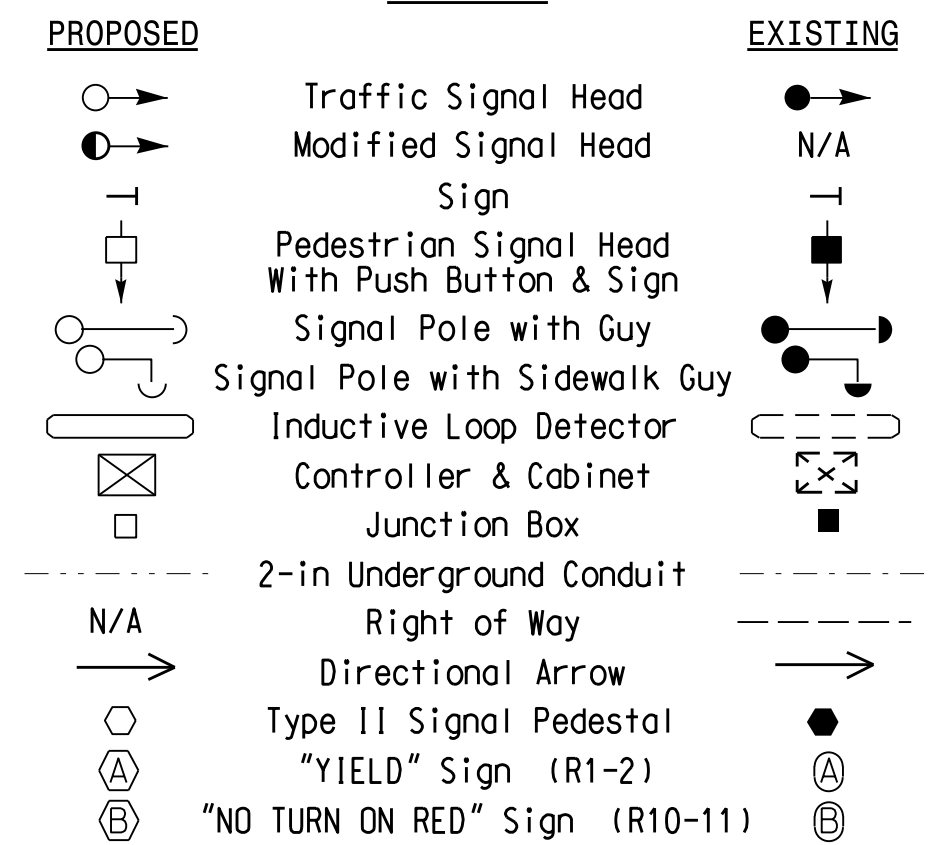 PROPOSED EXISTING
Traffic Signal Head
Modified Signal Head N/A
Sign
Pedestrian Signal Head
With Push Button & Sign
Signal Pole with Guy
Signal Pole with Sidewalk Guy
Inductive Loop Detector
Controller & Cabinet
Junction Box
2-in Underground Conduit
N/A Right of Way
Directional Arrow
Type II Signal Pedestal
A "YIELD" Sign (R1-2) A
B "NO TURN ON RED" Sign (R10-11) B